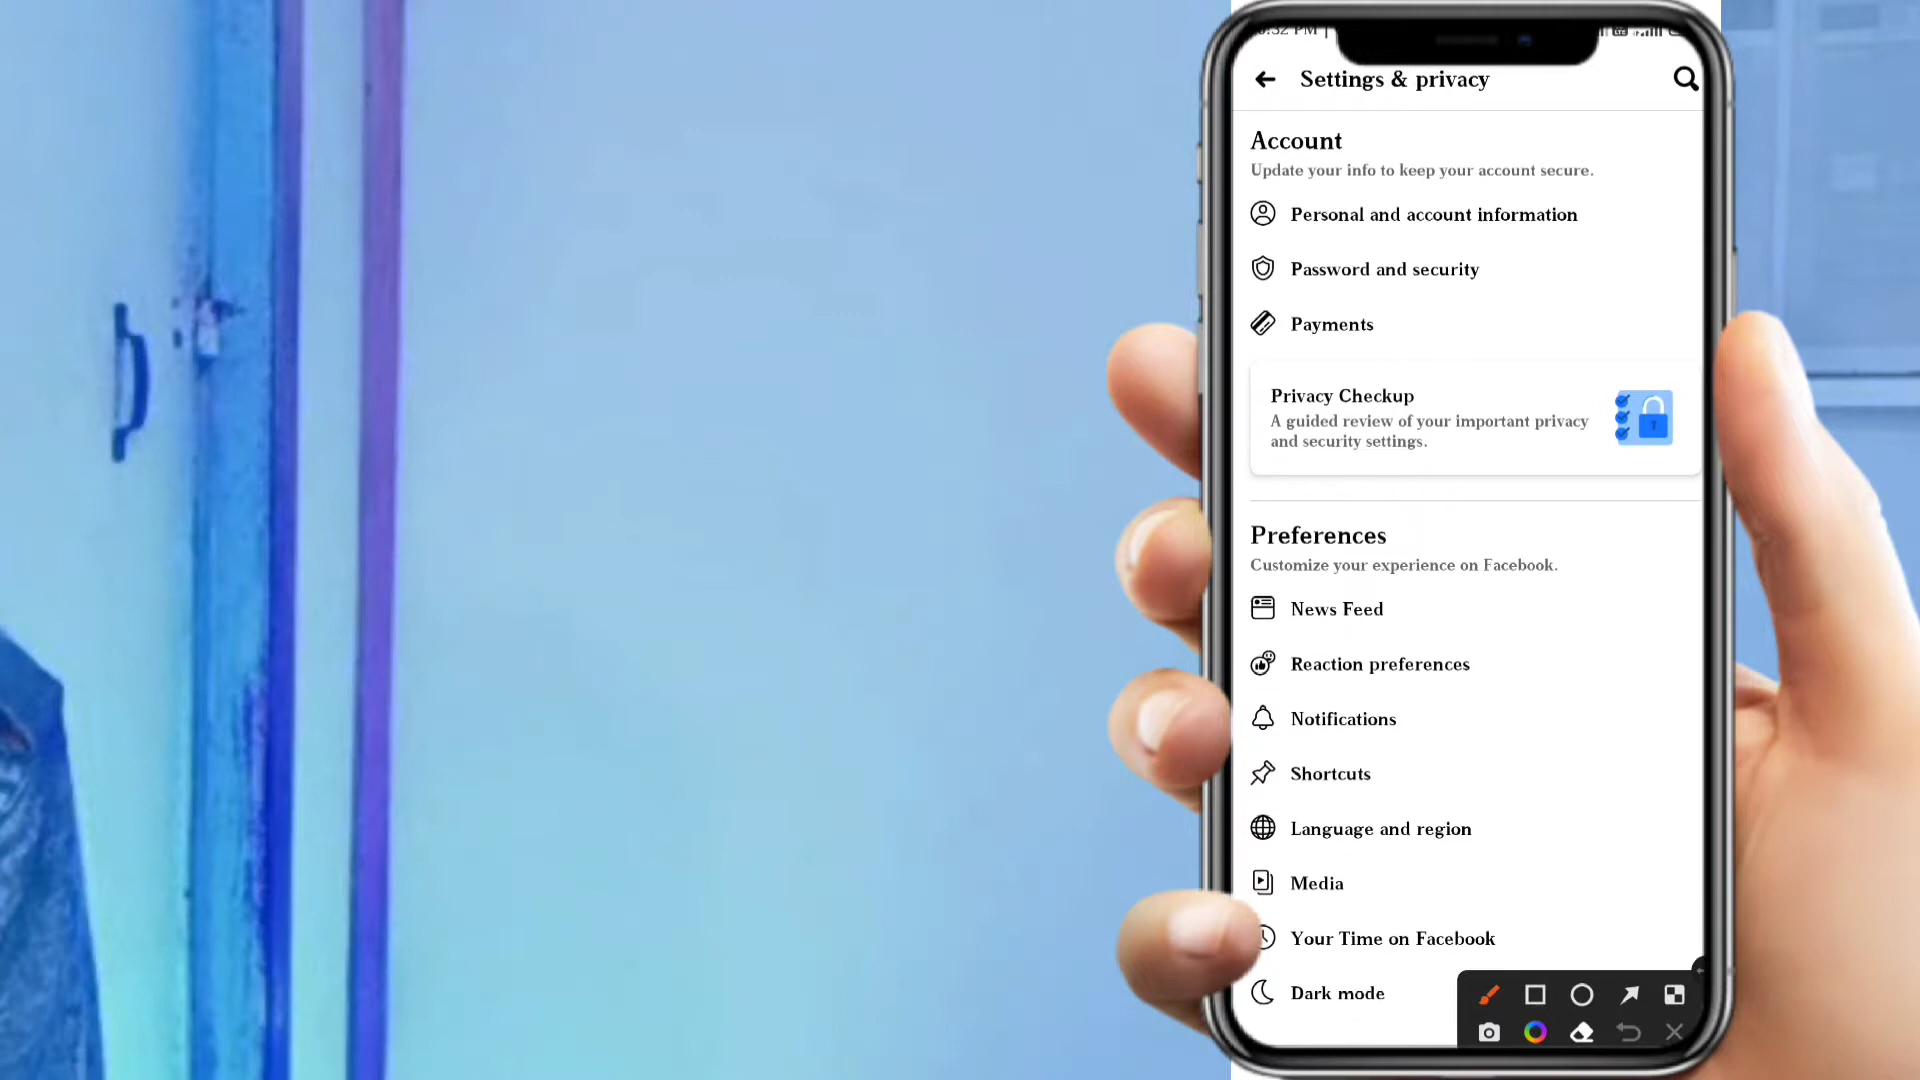 Settings & privacy
Account
Update your info to keep your account secure.
Personal and account information
Password and security
Payments
Privacy Checkup
A guided review of your important privacy
and security settings.
Preferences
Customize your experience on Facebook.
News Feed
Reaction preferences
Notifications
Shortcuts
Language and region
Media
Your Time on Facebook
Dark mode